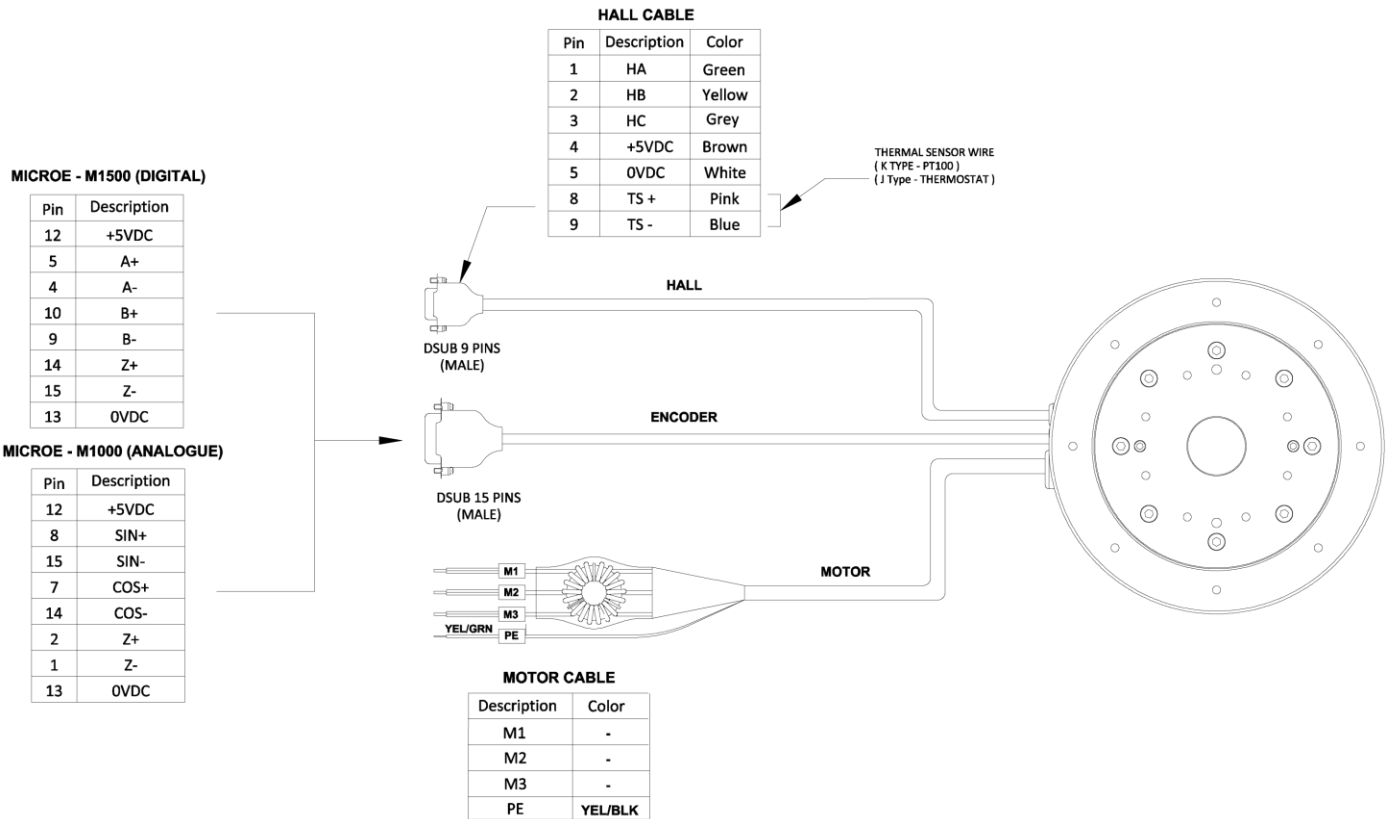 HALL CABLE
Pin Description Color
1 HA Green
2 HB Yellow
3 HC Grey
4 +5VDC Brown
5 0VDC White
8 TS + Pink
9 TS - Blue
THERMAL SENSOR WIRE
( K TYPE - PT100 )
( J Type - THERMOSTAT )
MICROE - M1500 (DIGITAL)
Pin Description
12 +5VDC
5 A+
4 A-
10 B+
9 B-
14 Z+
15 Z-
13 0VDC
MICROE - M1000 (ANALOGUE)
Pin Description
12 +5VDC
8 SIN+
15 SIN-
7 COS+
14 COS-
2 Z+
1 Z-
13 0VDC
HALL
DSUB 9 PINS
(MALE)
ENCODER
DSUB 15 PINS
(MALE)
MOTOR
M1
M2
M3
YEL/GRN PE
MOTOR CABLE
Description Color
M1 -
M2 -
M3 -
PE YEL/BLK